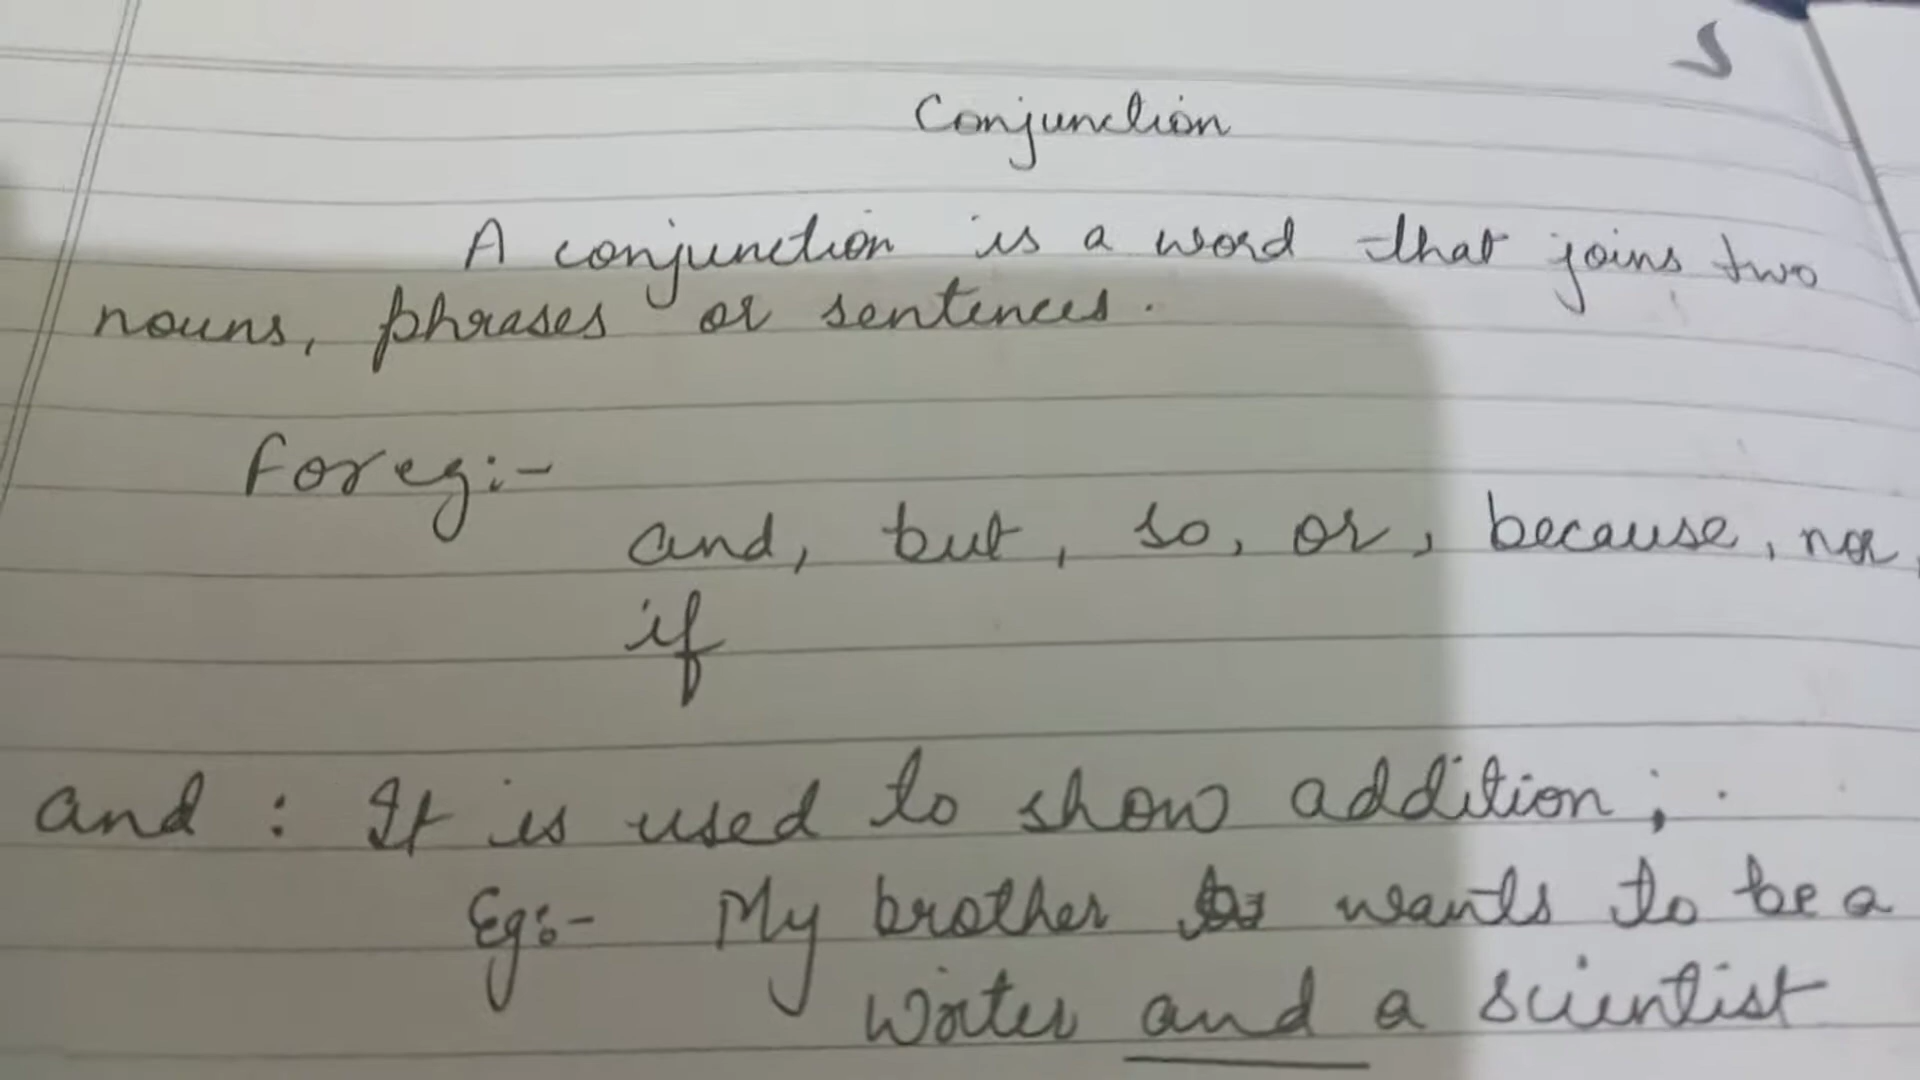 Conjunction
A conjunction is a word that joins two
nouns, phrases or sentences.
For eg:-
and, but, so, or, because, nor,
if
and : It is used to show addition;
Eg:- My brother wants to be a
writer and a scientist